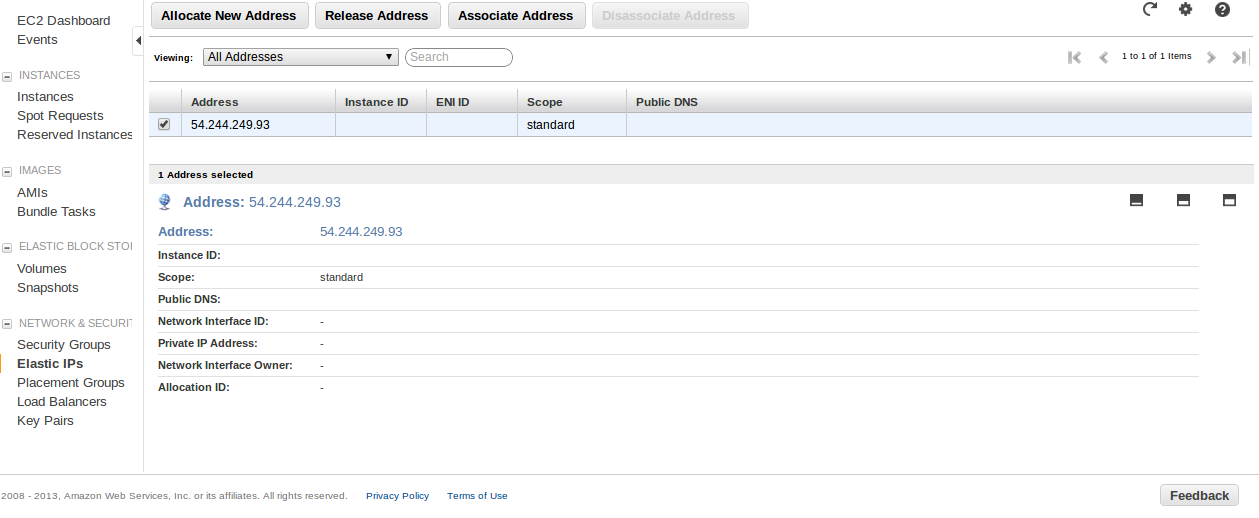 EC2 Dashboard
Events
INSTANCES
Instances
Spot Requests
Reserved Instances
IMAGES
AMIs
Bundle Tasks
ELASTIC BLOCK STO
NETWORK & SECURIT
Volumes
Snapshots
Security Groups
Elastic IPs
Placement Groups
Load Balancers
Key Pairs
Allocate New Address Release Address Associate Address Disassociate Address
Viewing: All Addresses Search 1 to 1 of 1 Items
Address Instance ID ENI ID Scope Public DNS
54.244.249.93 standard
1 Address selected
Address: 54.244.249.93
Address: 54.244.249.93
Instance ID:
Scope: standard
Public DNS:
Network Interface ID: -
Private IP Address: -
Network Interface Owner: -
Allocation ID: -
2008 - 2013, Amazon Web Services, Inc. or its affiliates. All rights reserved. Privacy Policy Terms of Use Feedback